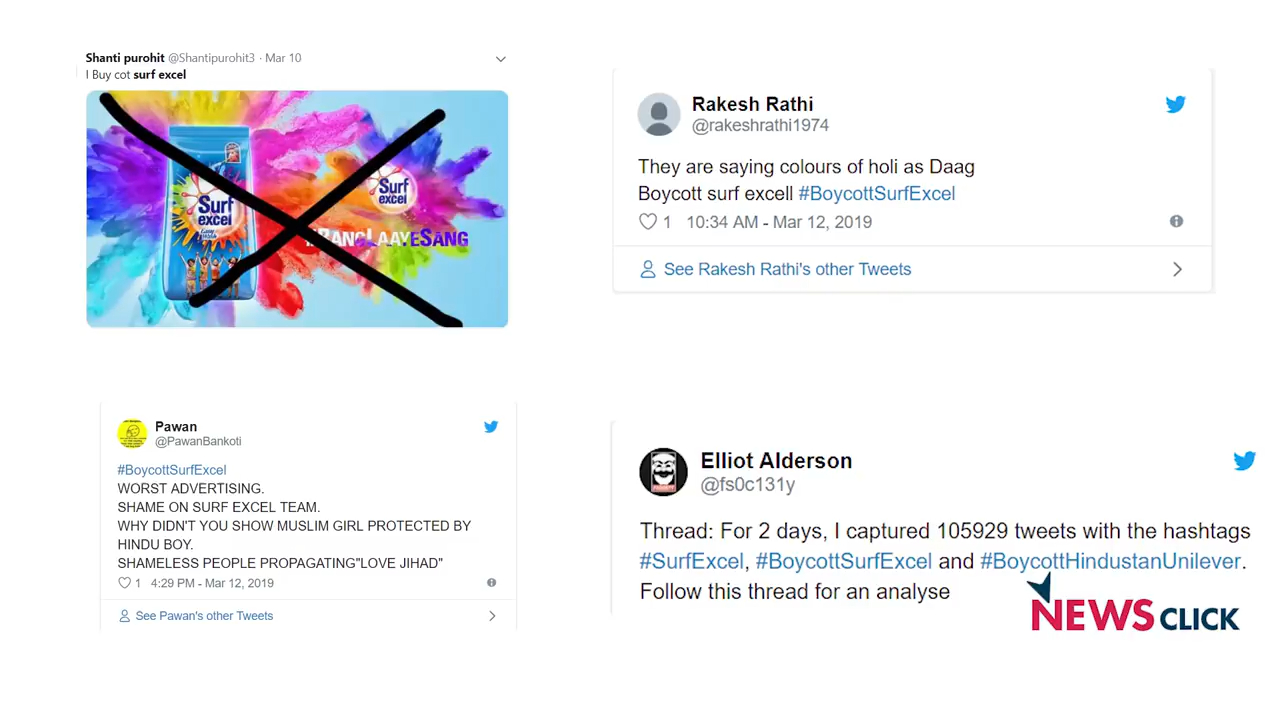 Shanti purohit @Shantipurohit3 · Mar 10
I Buy cot surf excel
Surf
excel
Surf
excel
#RANGLAAYESANG
Rakesh Rathi
@rakeshrathi1974
They are saying colours of holi as Daag
Boycott surf excell #BoycottSurfExcel
1 10:34 AM - Mar 12, 2019
See Rakesh Rathi's other Tweets
Pawan
@PawanBankoti
#BoycottSurfExcel
WORST ADVERTISING.
SHAME ON SURF EXCEL TEAM.
WHY DIDN'T YOU SHOW MUSLIM GIRL PROTECTED BY
HINDU BOY.
SHAMELESS PEOPLE PROPAGATING"LOVE JIHAD"
1 4:29 PM - Mar 12, 2019
See Pawan's other Tweets
Elliot Alderson
@fs0c131y
Thread: For 2 days, I captured 105929 tweets with the hashtags
#SurfExcel, #BoycottSurfExcel and #BoycottHindustanUnilever.
Follow this thread for an analyse
NEWSCLICK